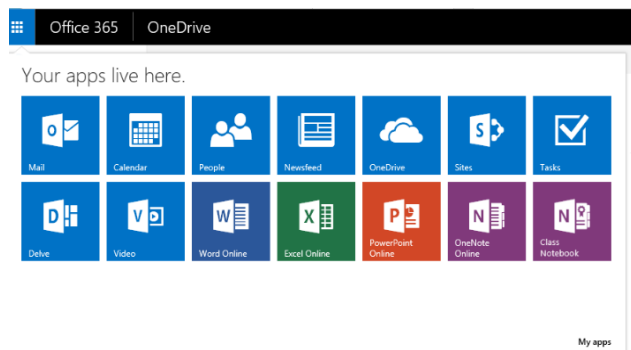 Office 365 OneDrive
Your apps live here.
Mail Calendar People Newsfeed OneDrive Sites Tasks
Delve Video Word Online Excel Online PowerPoint Online OneNote Online Class Notebook
My apps